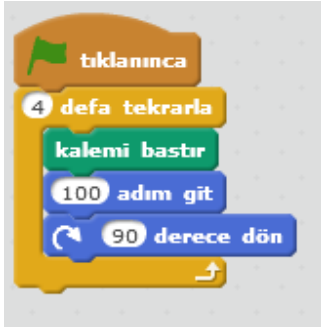 tıklanınca
4 defa tekrarla
kalemi bastır
100 adım git
90 derece dön